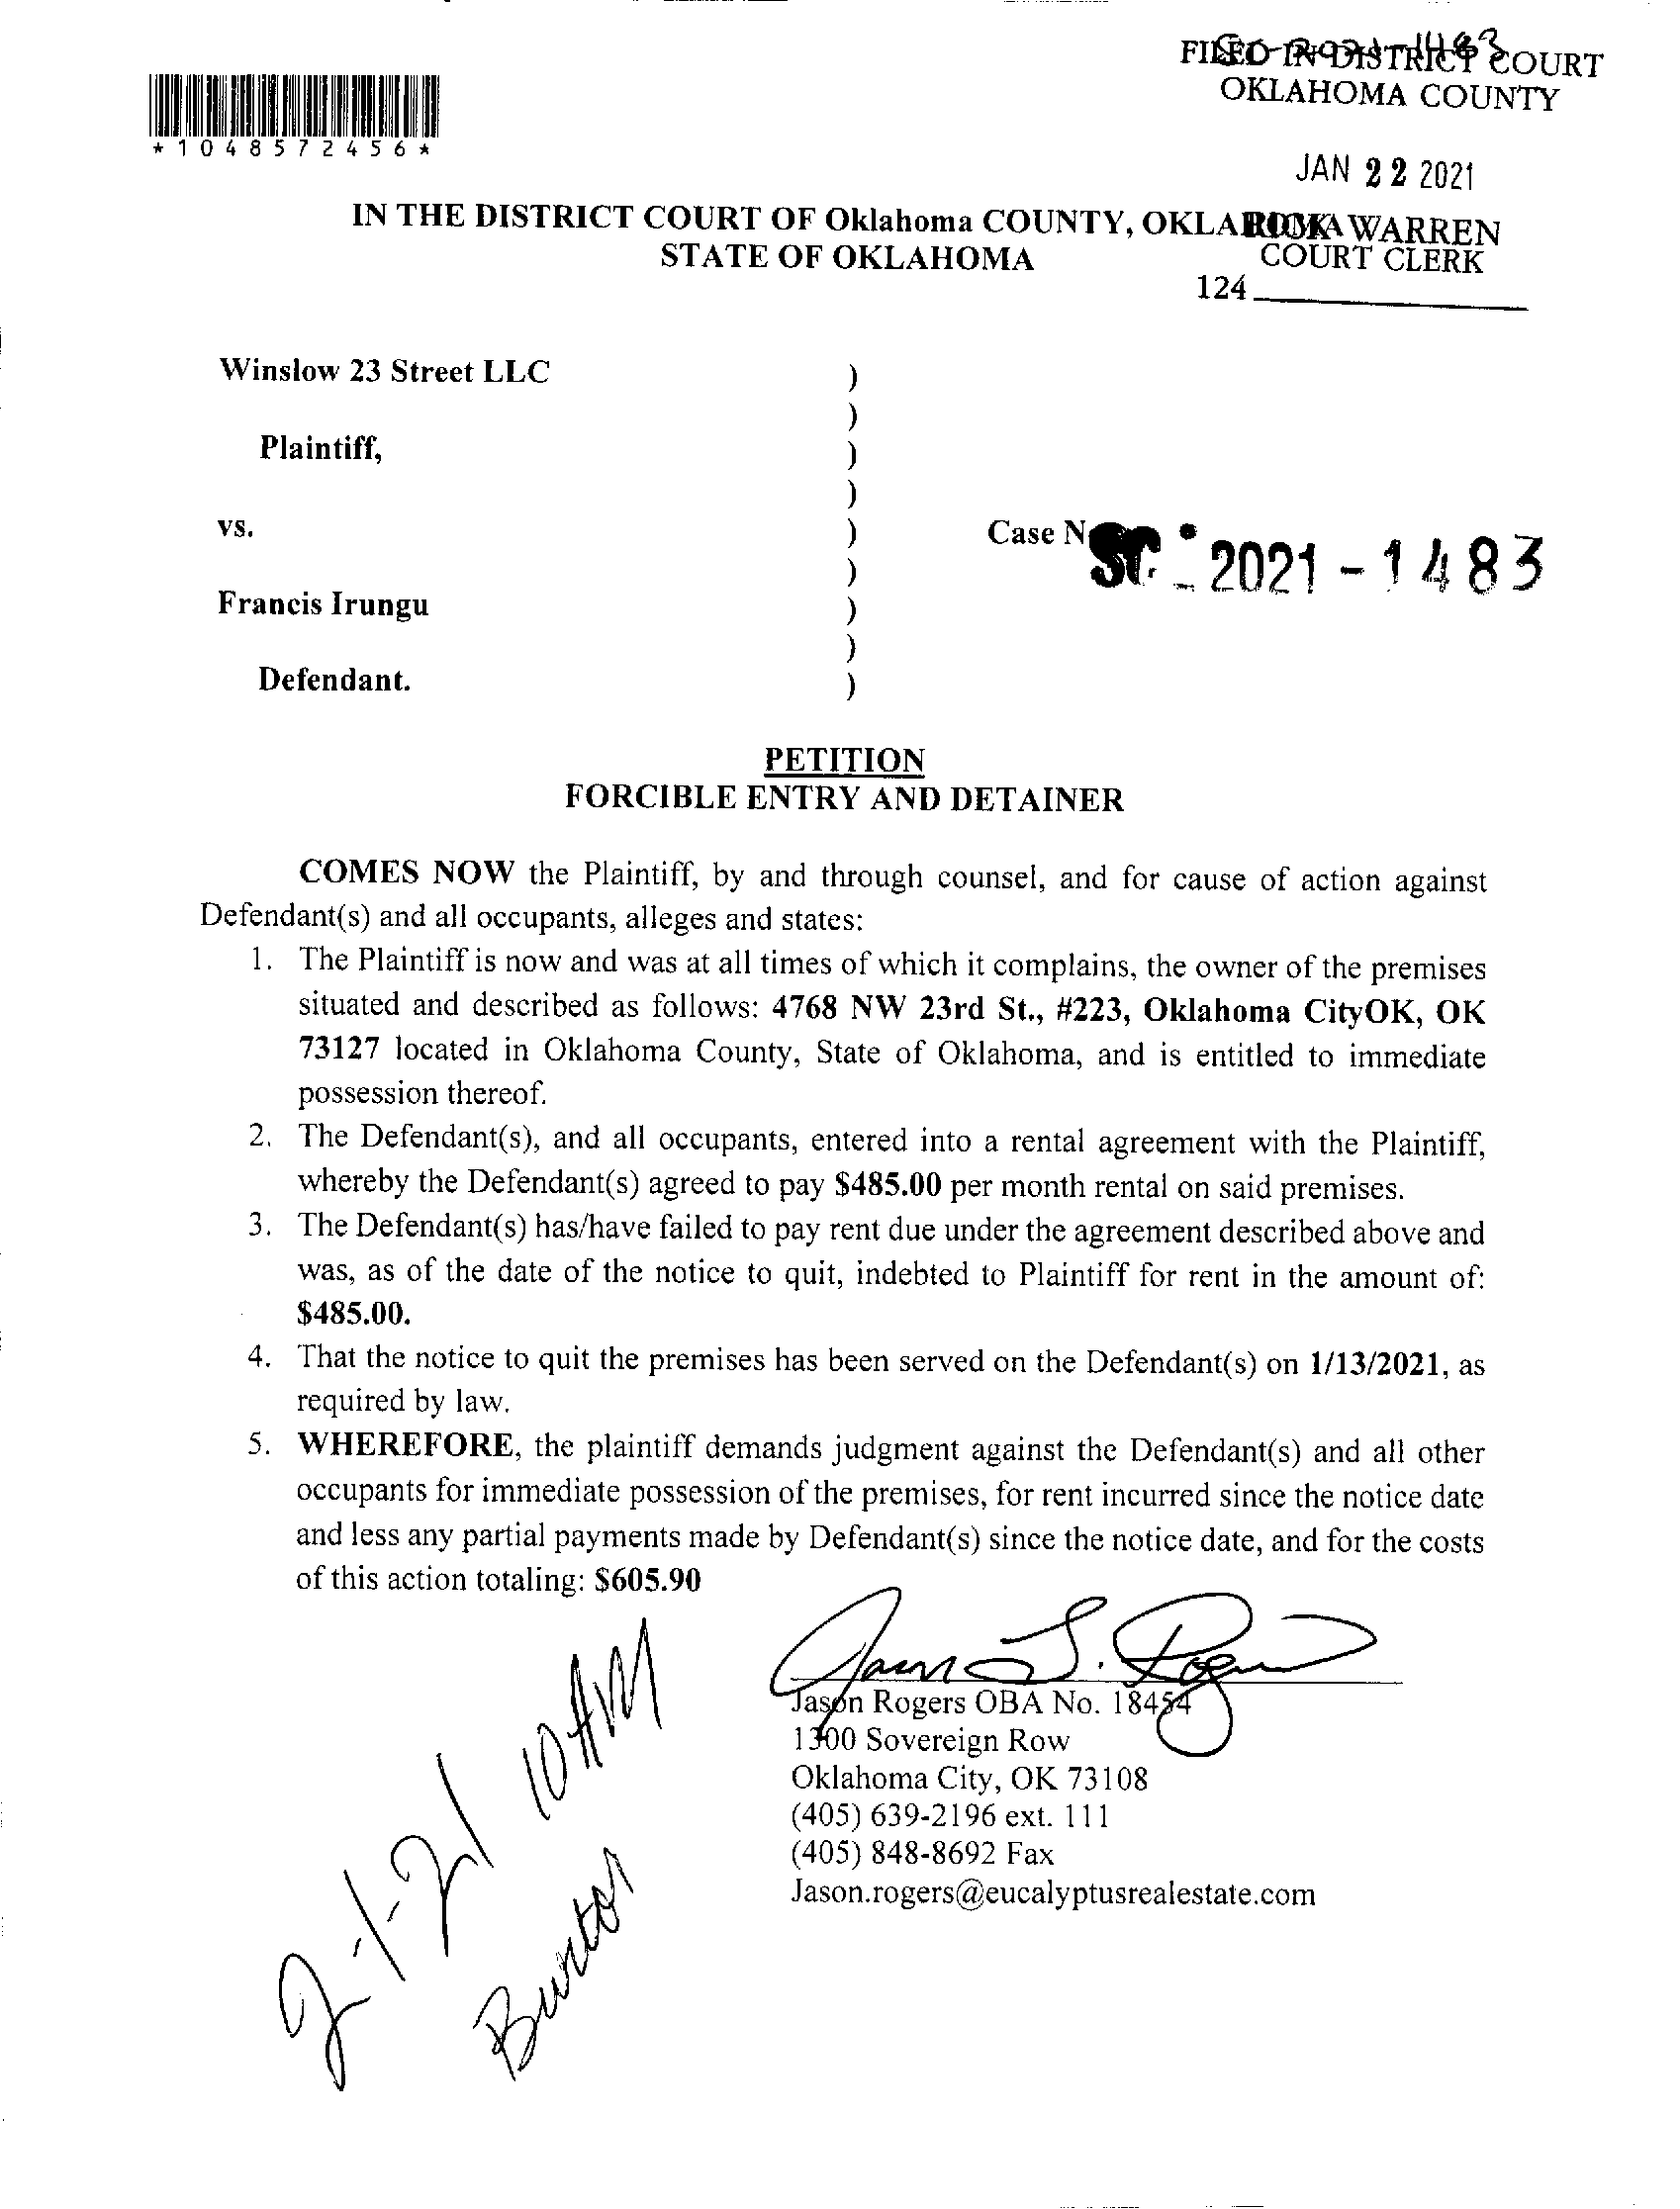 SC-2021-1483
FILED IN DISTRICT COURT
OKLAHOMA COUNTY
*1048572456*
JAN 22 2021
IN THE DISTRICT COURT OF Oklahoma COUNTY, OKLAHOMA
WARREN
STATE OF OKLAHOMA
COURT CLERK
124
Winslow 23 Street LLC )
)
Plaintiff, )
)
vs. )
Case N SC - 2021 - 1483
)
Francis Irungu )
)
Defendant. )
PETITION
FORCIBLE ENTRY AND DETAINER
COMES NOW the Plaintiff, by and through counsel, and for cause of action against
Defendant(s) and all occupants, alleges and states:
1. The Plaintiff is now and was at all times of which it complains, the owner of the premises
situated and described as follows: 4768 NW 23rd St., #223, Oklahoma CityOK, OK
73127 located in Oklahoma County, State of Oklahoma, and is entitled to immediate
possession thereof.
2. The Defendant(s), and all occupants, entered into a rental agreement with the Plaintiff,
whereby the Defendant(s) agreed to pay $485.00 per month rental on said premises.
3. The Defendant(s) has/have failed to pay rent due under the agreement described above and
was, as of the date of the notice to quit, indebted to Plaintiff for rent in the amount of:
$485.00.
4. That the notice to quit the premises has been served on the Defendant(s) on 1/13/2021, as
required by law.
5. WHEREFORE, the plaintiff demands judgment against the Defendant(s) and all other
occupants for immediate possession of the premises, for rent incurred since the notice date
and less any partial payments made by Defendant(s) since the notice date, and for the costs
of this action totaling: $605.90
Jason Rogers OBA No. 18454
1300 Sovereign Row
Oklahoma City, OK 73108
(405) 639-2196 ext. 111
(405) 848-8692 Fax
Jason.rogers@eucalyptusrealestate.com
2-1-21 10AM
Burton